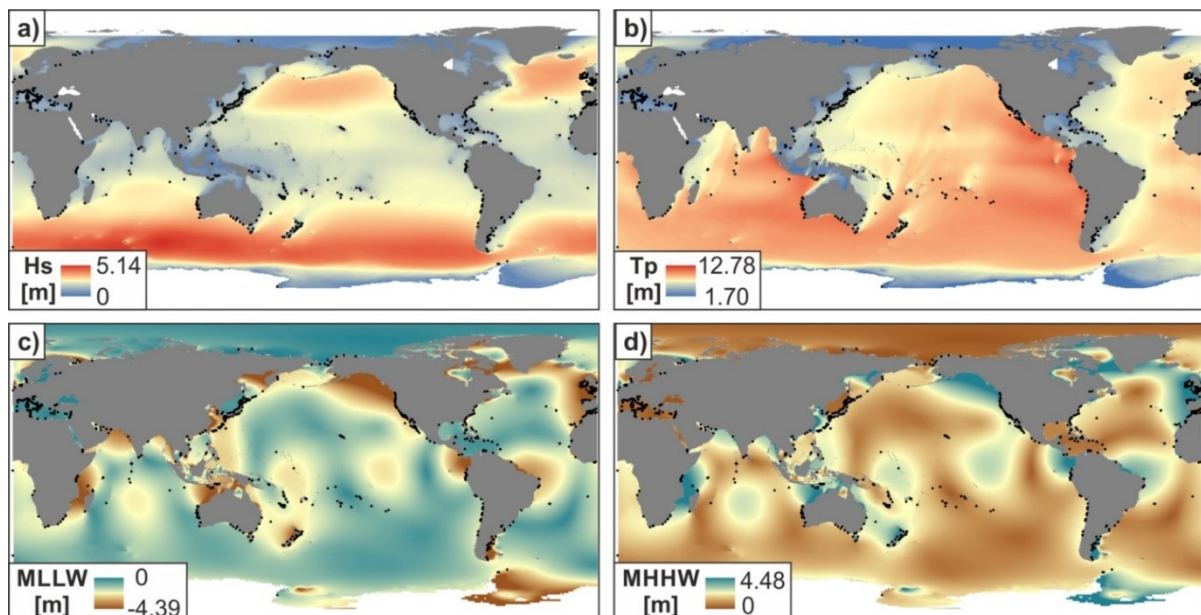 a)
Hs
[m]
5.14
0
b)
Tp
[m]
12.78
1.70
c)
MLLW
[m]
0
-4.39
d)
MHHW
[m]
4.48
0